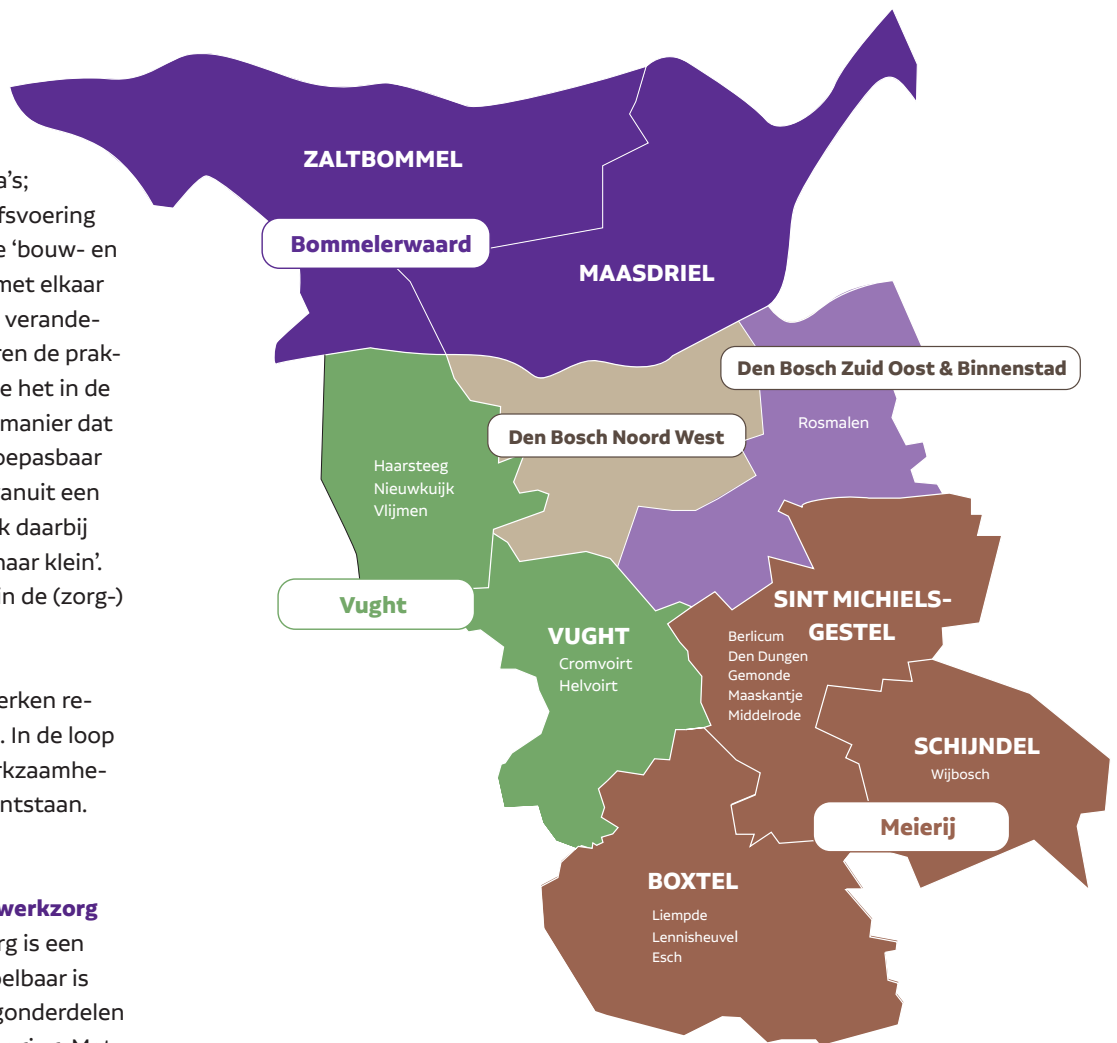 a's;
fsvoering
e ‘bouw- en
met elkaar
verande-
ren de prak-
e het in de
manier dat
oepasbaar
vanuit een
k daarbij
naar klein’.
in de (zorg-)
erken re-
. In de loop
rkzaamhe-
ntstaan.
werkzorg
rg is een
elbaar is
gonderdelen
ZALTBOMMEL
Bommelerwaard
MAASDRIEL
Den Bosch Zuid Oost & Binnenstad
Rosmalen
Den Bosch Noord West
Haarsteeg
Nieuwkuijk
Vlijmen
Vught
VUGHT
Cromvoirt
Helvoirt
SINT MICHIELS-
GESTEL
Berlicum
Den Dungen
Gemonde
Maaskantje
Middelrode
SCHIJNDEL
Wijbosch
Meierij
BOXTEL
Liempde
Lennisheuvel
Esch